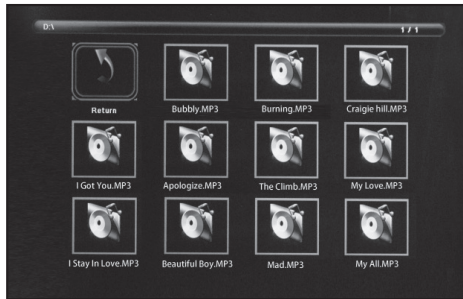 D:\
1 / 1
Return
Bubbly.MP3
Burning.MP3
Craigie hill.MP3
I Got You.MP3
Apologize.MP3
The Climb.MP3
My Love.MP3
I Stay In Love.MP3
Beautiful Boy.MP3
Mad.MP3
My All.MP3